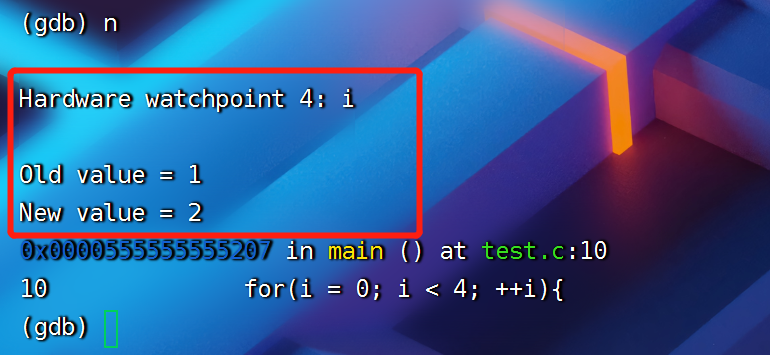 (gdb) n
Hardware watchpoint 4: i
Old value = 1
New value = 2
0x0000555555555207 in main () at test.c:10
10              for(i = 0; i < 4; ++i){
(gdb)